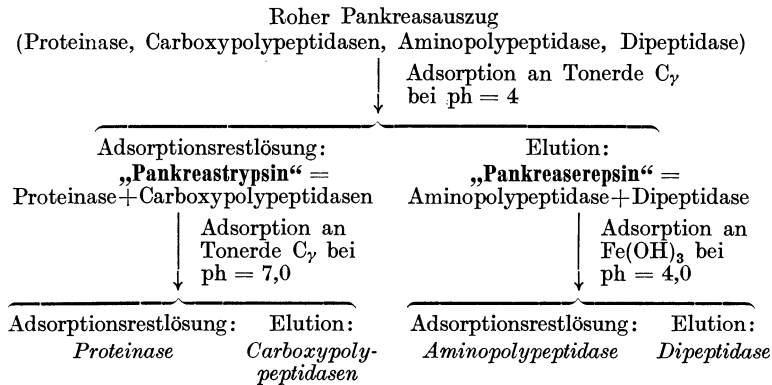 Roher Pankreasauszug
(Proteinase, Carboxypolypeptidasen, Aminopolypeptidase, Dipeptidase)
Adsorption an Tonerde Cγ
bei ph = 4
Adsorptionsrestlösung:
„Pankreastrypsin“ =
Proteinase+Carboxypolypeptidasen
Elution:
„Pankreaserepsin“ =
Aminopolypeptidase+Dipeptidase
Adsorption an
Tonerde Cγ bei
ph = 7,0
Adsorption an
Fe(OH)₃ bei
ph = 4,0
Adsorptionsrestlösung:
Proteinase
Elution:
Carboxypoly-
peptidasen
Adsorptionsrestlösung:
Aminopolypeptidase
Elution:
Dipeptidase